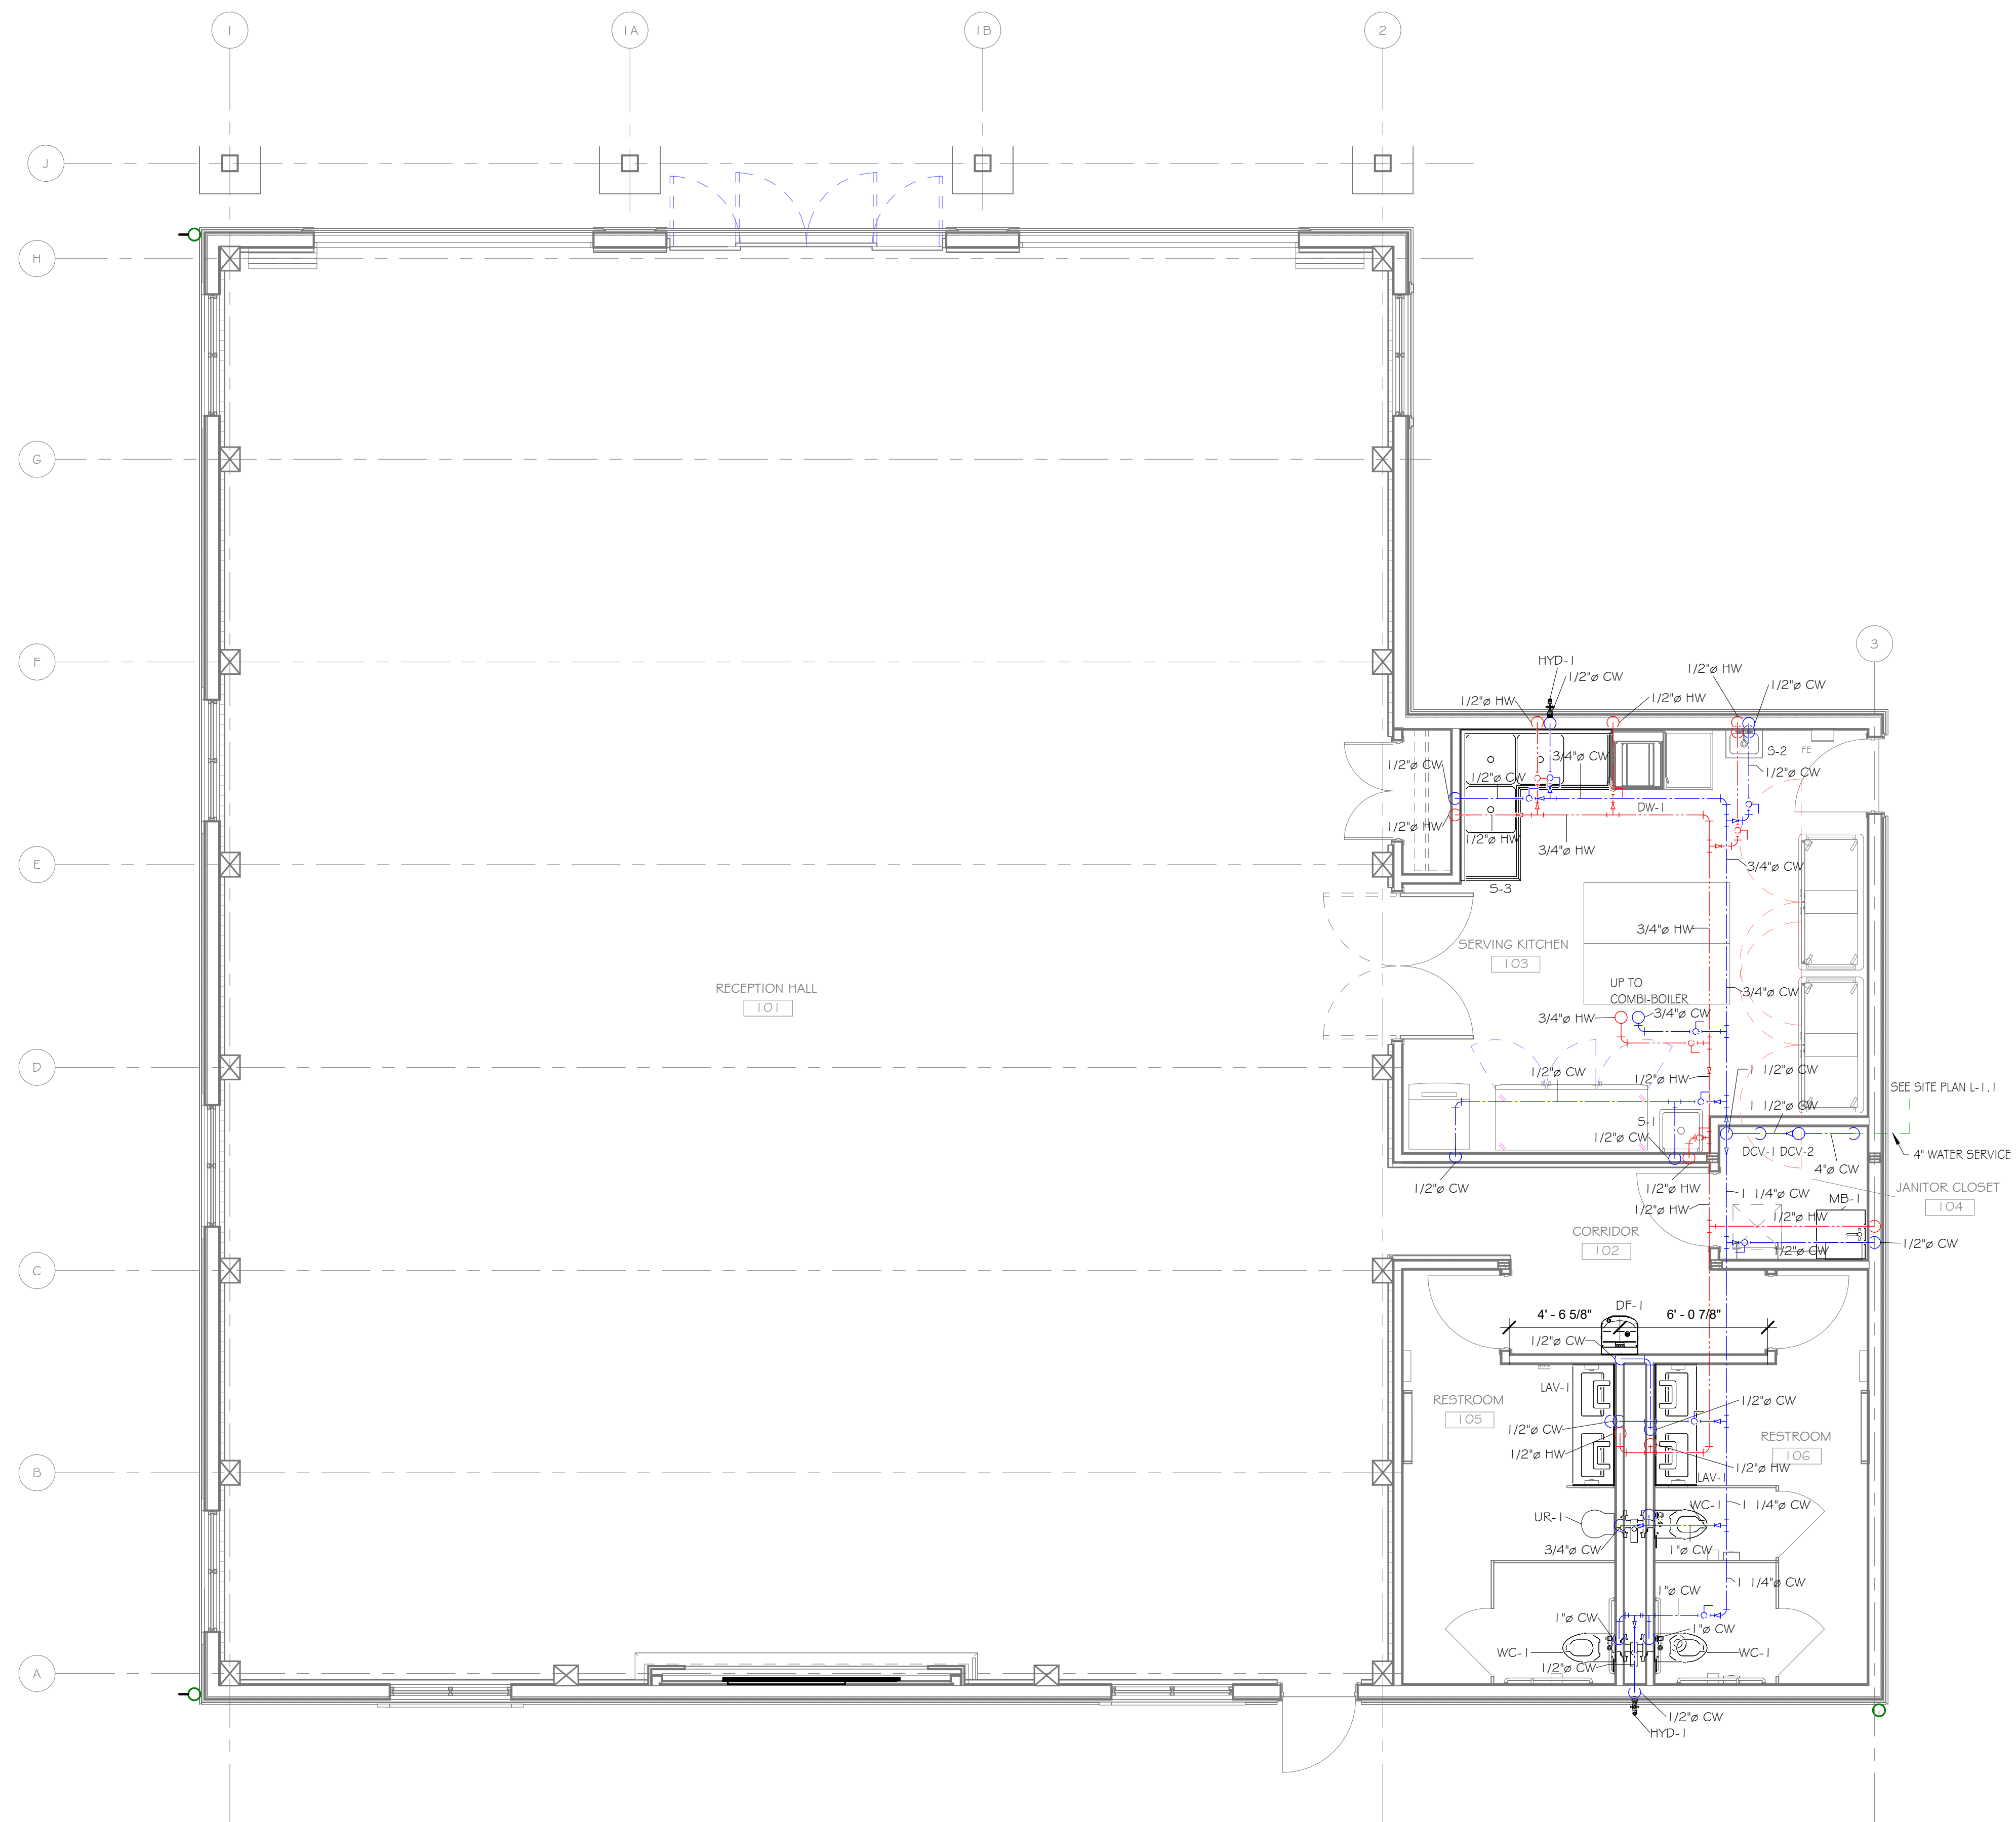 1
1A
1B
2
J
H
G
F
3
HYD-1
1/2"ø CW
1/2"ø HW
1/2"ø HW
1/2"ø HW
1/2"ø CW
S-2
FE
1/2"ø CW
3/4"ø CW
1/2"ø CW
1/2"ø CW
DW-1
1/2"ø HW
1/2"ø HW
3/4"ø HW
E
3/4"ø CW
S-3
3/4"ø HW
SERVING KITCHEN
103
RECEPTION HALL
101
UP TO
COMBI-BOILER
3/4"ø CW
3/4"ø HW
3/4"ø CW
D
1/2"ø CW
1/2"ø HW
1 1/2"ø CW
SEE SITE PLAN L-1.1
1 1/2"ø CW
S-1
1/2"ø CW
DCV-1 DCV-2
4" WATER SERVICE
4"ø CW
1/2"ø CW
1/2"ø HW
1 1/4"ø CW
MB-1
JANITOR CLOSET
104
1/2"ø HW
1/2"ø HW
CORRIDOR
102
1/2"ø CW
1/2"ø CW
C
DF-1
4' - 6 5/8"
6' - 0 7/8"
1/2"ø CW
LAV-1
RESTROOM
105
1/2"ø CW
1/2"ø CW
1/2"ø HW
RESTROOM
106
B
1/2"ø HW
LAV-1
WC-1
1 1/4"ø CW
UR-1
3/4"ø CW
1"ø CW
1 1/4"ø CW
1"ø CW
1"ø CW
1"ø CW
WC-1
WC-1
1/2"ø CW
A
1/2"ø CW
HYD-1